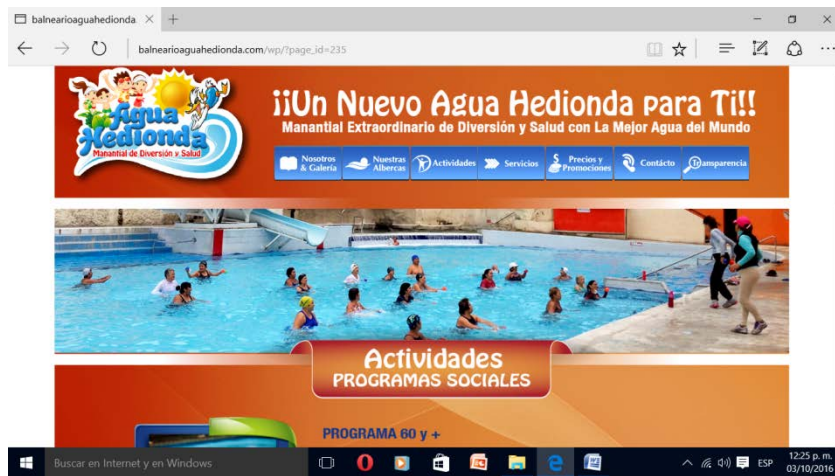 balnearioaguahedionda
balnearioaguahedionda.com/wp/?page_id=235
Agua
Hedionda
Manantial de Diversión y Salud
¡¡Un Nuevo Agua Hedionda para Ti!!
Manantial Extraordinario de Diversión y Salud con La Mejor Agua del Mundo
Nosotros
& Galería
Nuestras
Albercas
Actividades
Servicios
Precios y
Promociones
Contácto
Transparencia
Actividades
PROGRAMAS SOCIALES
PROGRAMA 60 y +
Buscar en Internet y en Windows
ESP
12:25 p. m.
03/10/2016